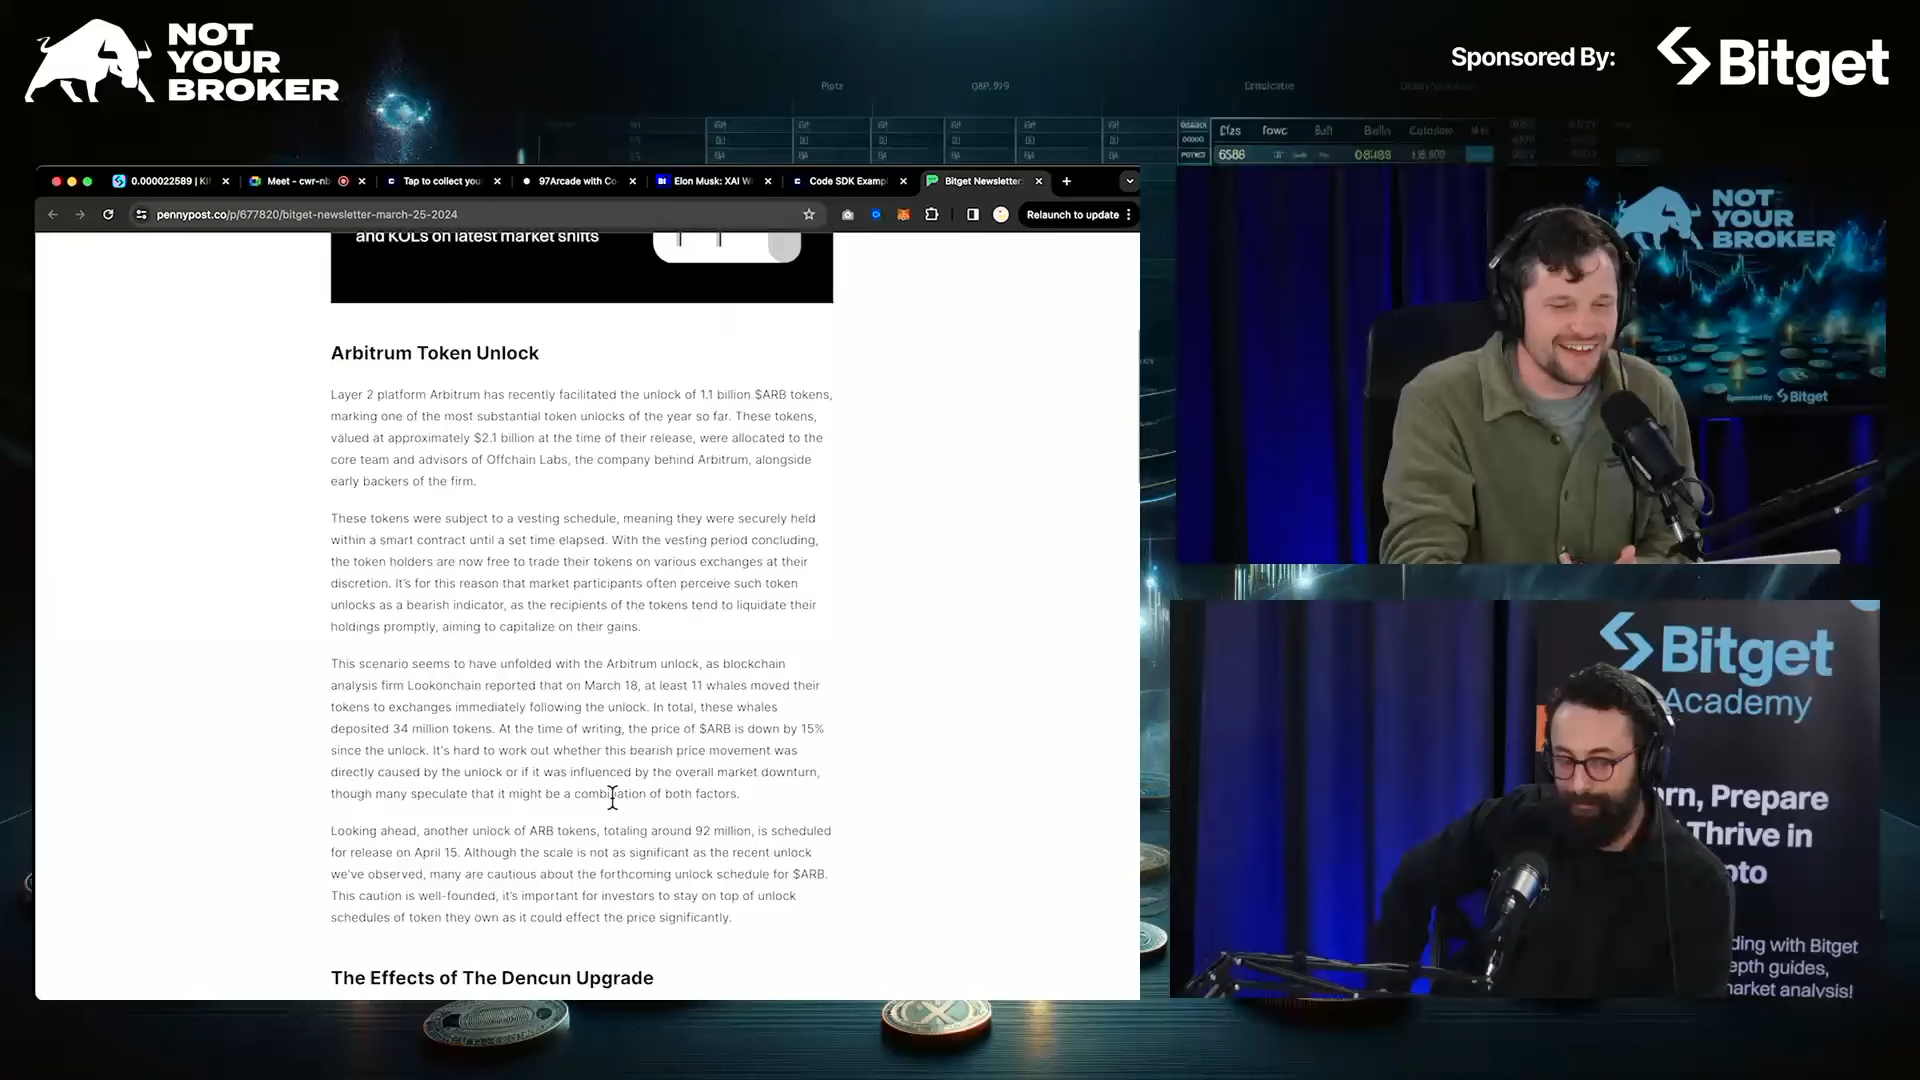 NOT
YOUR
BROKER
Sponsored By:
Bitget
0.000022589 | Ki
Meet - cwr-nb
Tap to collect you
97Arcade with Co
Elon Musk: XAI W
Code SDK Exampl
Bitget Newsletter:
pennypost.co/p/677820/bitget-newsletter-march-25-2024
Relaunch to update
and KOLs on latest market shifts
Arbitrum Token Unlock
Layer 2 platform Arbitrum has recently facilitated the unlock of 1.1 billion $ARB tokens,
marking one of the most substantial token unlocks of the year so far. These tokens,
valued at approximately $2.1 billion at the time of their release, were allocated to the
core team and advisors of Offchain Labs, the company behind Arbitrum, alongside
early backers of the firm.
These tokens were subject to a vesting schedule, meaning they were securely held
within a smart contract until a set time elapsed. With the vesting period concluding,
the token holders are now free to trade their tokens on various exchanges at their
discretion. It's for this reason that market participants often perceive such token
unlocks as a bearish indicator, as the recipients of the tokens tend to liquidate their
holdings promptly, aiming to capitalize on their gains.
This scenario seems to have unfolded with the Arbitrum unlock, as blockchain
analysis firm Lookonchain reported that on March 18, at least 11 whales moved their
tokens to exchanges immediately following the unlock. In total, these whales
deposited 34 million tokens. At the time of writing, the price of $ARB is down by 15%
since the unlock. It's hard to work out whether this bearish price movement was
directly caused by the unlock or if it was influenced by the overall market downturn,
though many speculate that it might be a combination of both factors.
Looking ahead, another unlock of ARB tokens, totaling around 92 million, is scheduled
for release on April 15. Although the scale is not as significant as the recent unlock
we've observed, many are cautious about the forthcoming unlock schedule for $ARB.
This caution is well-founded, it's important for investors to stay on top of unlock
schedules of token they own as it could effect the price significantly.
The Effects of The Dencun Upgrade
NOT
YOUR
BROKER
Sponsored By: Bitget
Bitget
Academy
rn, Prepare
Thrive in
pto
ding with Bitget
epth guides,
narket analysis!